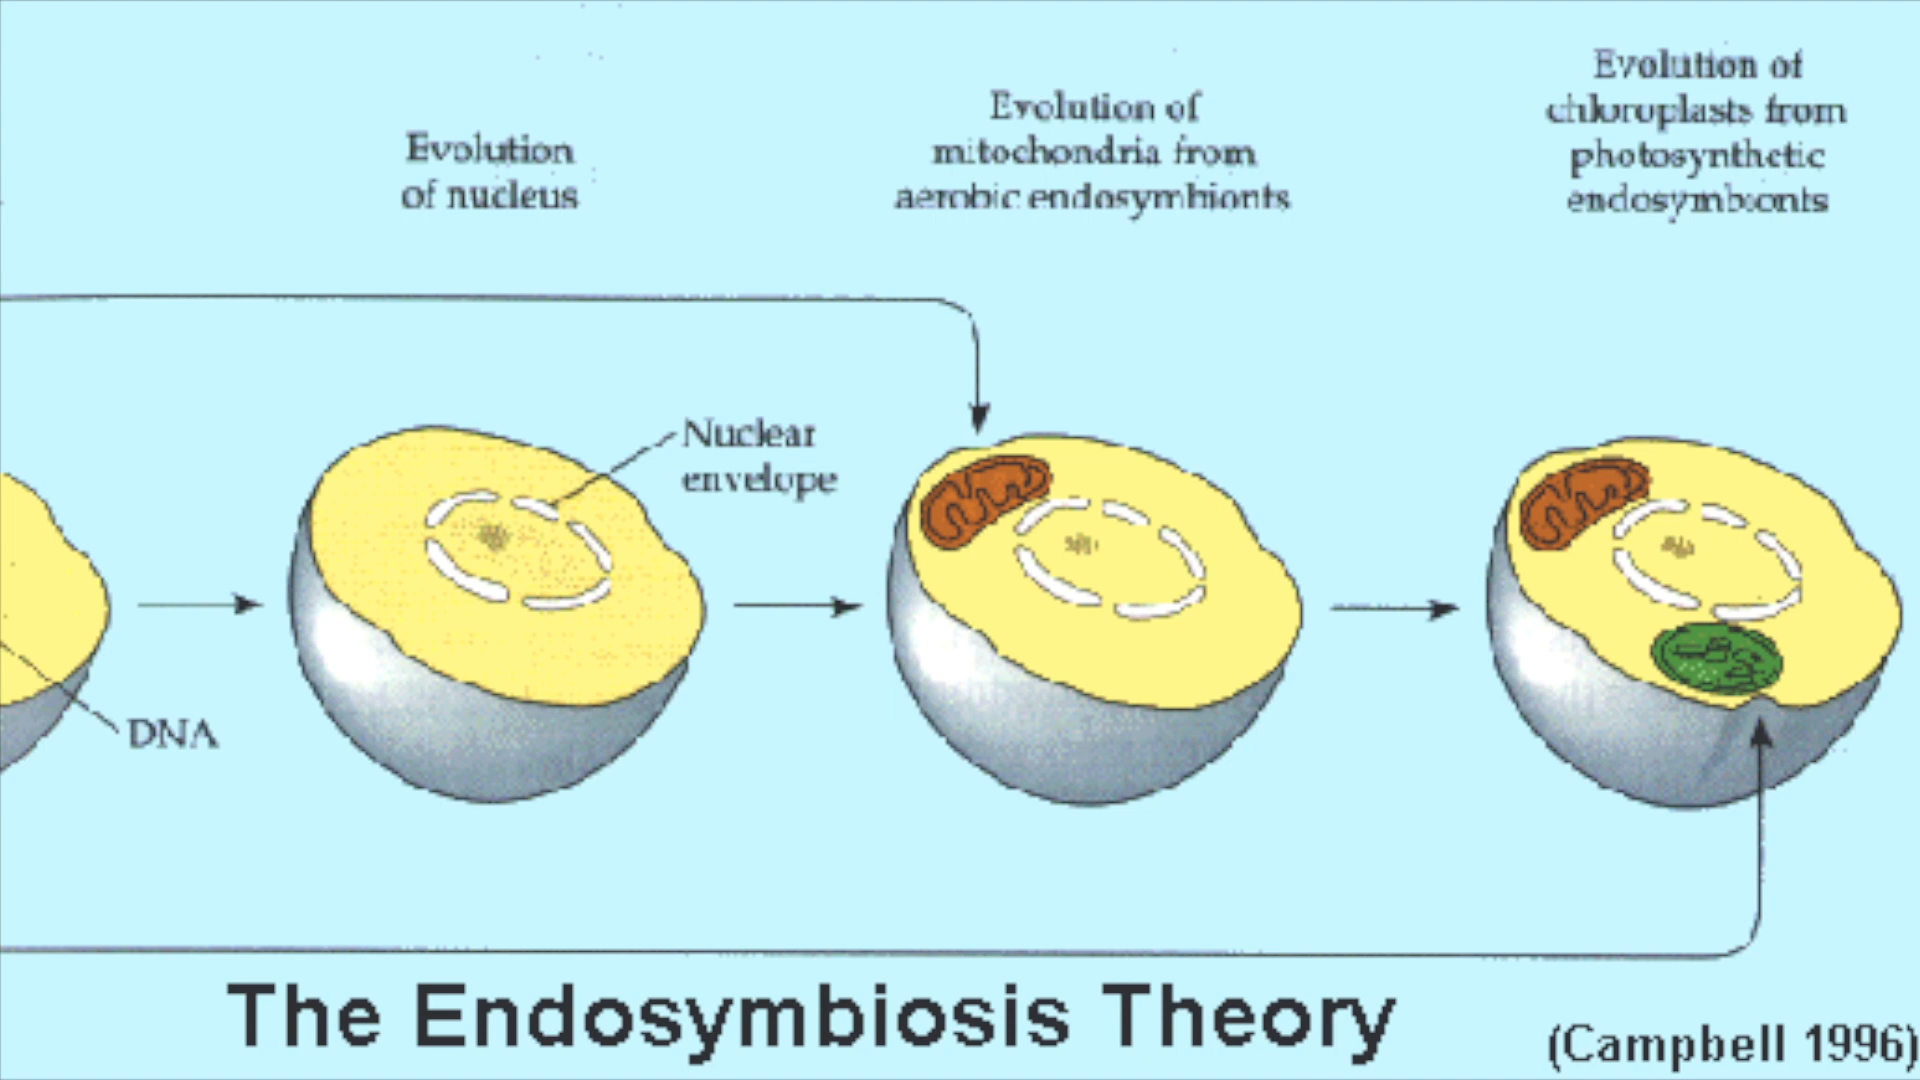 Evolution
of nucleus
Evolution of
mitochondria from
aerobic endosymbionts
Evolution of
chloroplasts from
photosynthetic
endosymbionts
Nuclear
envelope
DNA
The Endosymbiosis Theory
(Campbell 1996)